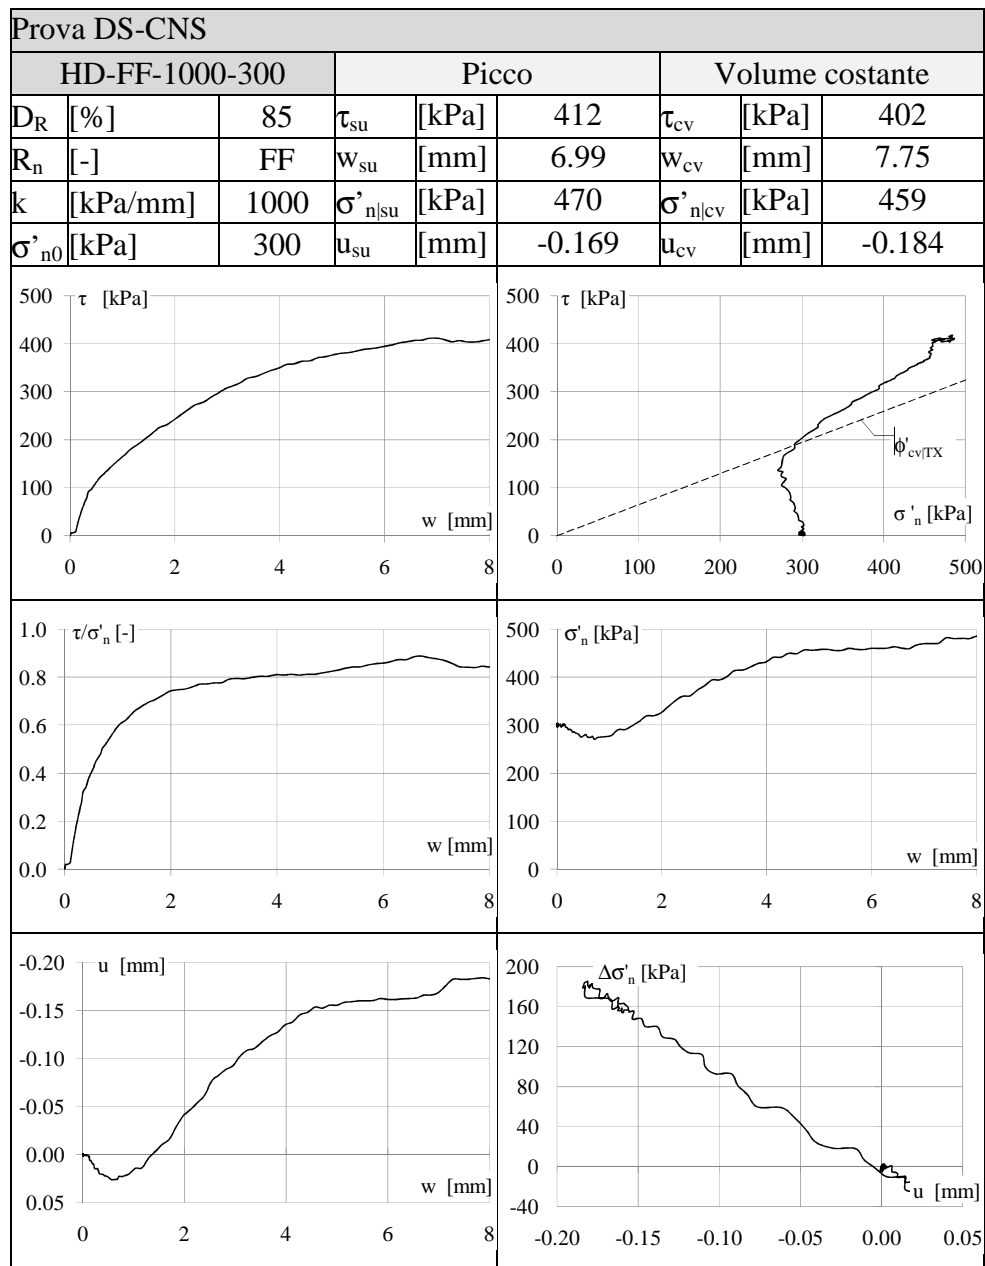 Prova DS-CNS
HD-FF-1000-300 Picco Volume costante
D_R [%] 85 τ_su [kPa] 412 τ_cv [kPa] 402
R_n [-] FF w_su [mm] 6.99 w_cv [mm] 7.75
k [kPa/mm] 1000 σ'_n|su [kPa] 470 σ'_n|cv [kPa] 459
σ'_n0 [kPa] 300 u_su [mm] -0.169 u_cv [mm] -0.184
τ [kPa]
500
400
300
200
100
0
w [mm]
0 2 4 6 8
τ [kPa]
500
400
300
200
100
0
ϕ'_cv|TX
σ'_n [kPa]
0 100 200 300 400 500
τ/σ'_n [-]
1.0
0.8
0.6
0.4
0.2
0.0
w [mm]
0 2 4 6 8
σ'_n [kPa]
500
400
300
200
100
0
w [mm]
0 2 4 6 8
u [mm]
-0.20
-0.15
-0.10
-0.05
0.00
0.05
w [mm]
0 2 4 6 8
Δσ'_n [kPa]
200
160
120
80
40
0
-40
u [mm]
-0.20 -0.15 -0.10 -0.05 0.00 0.05